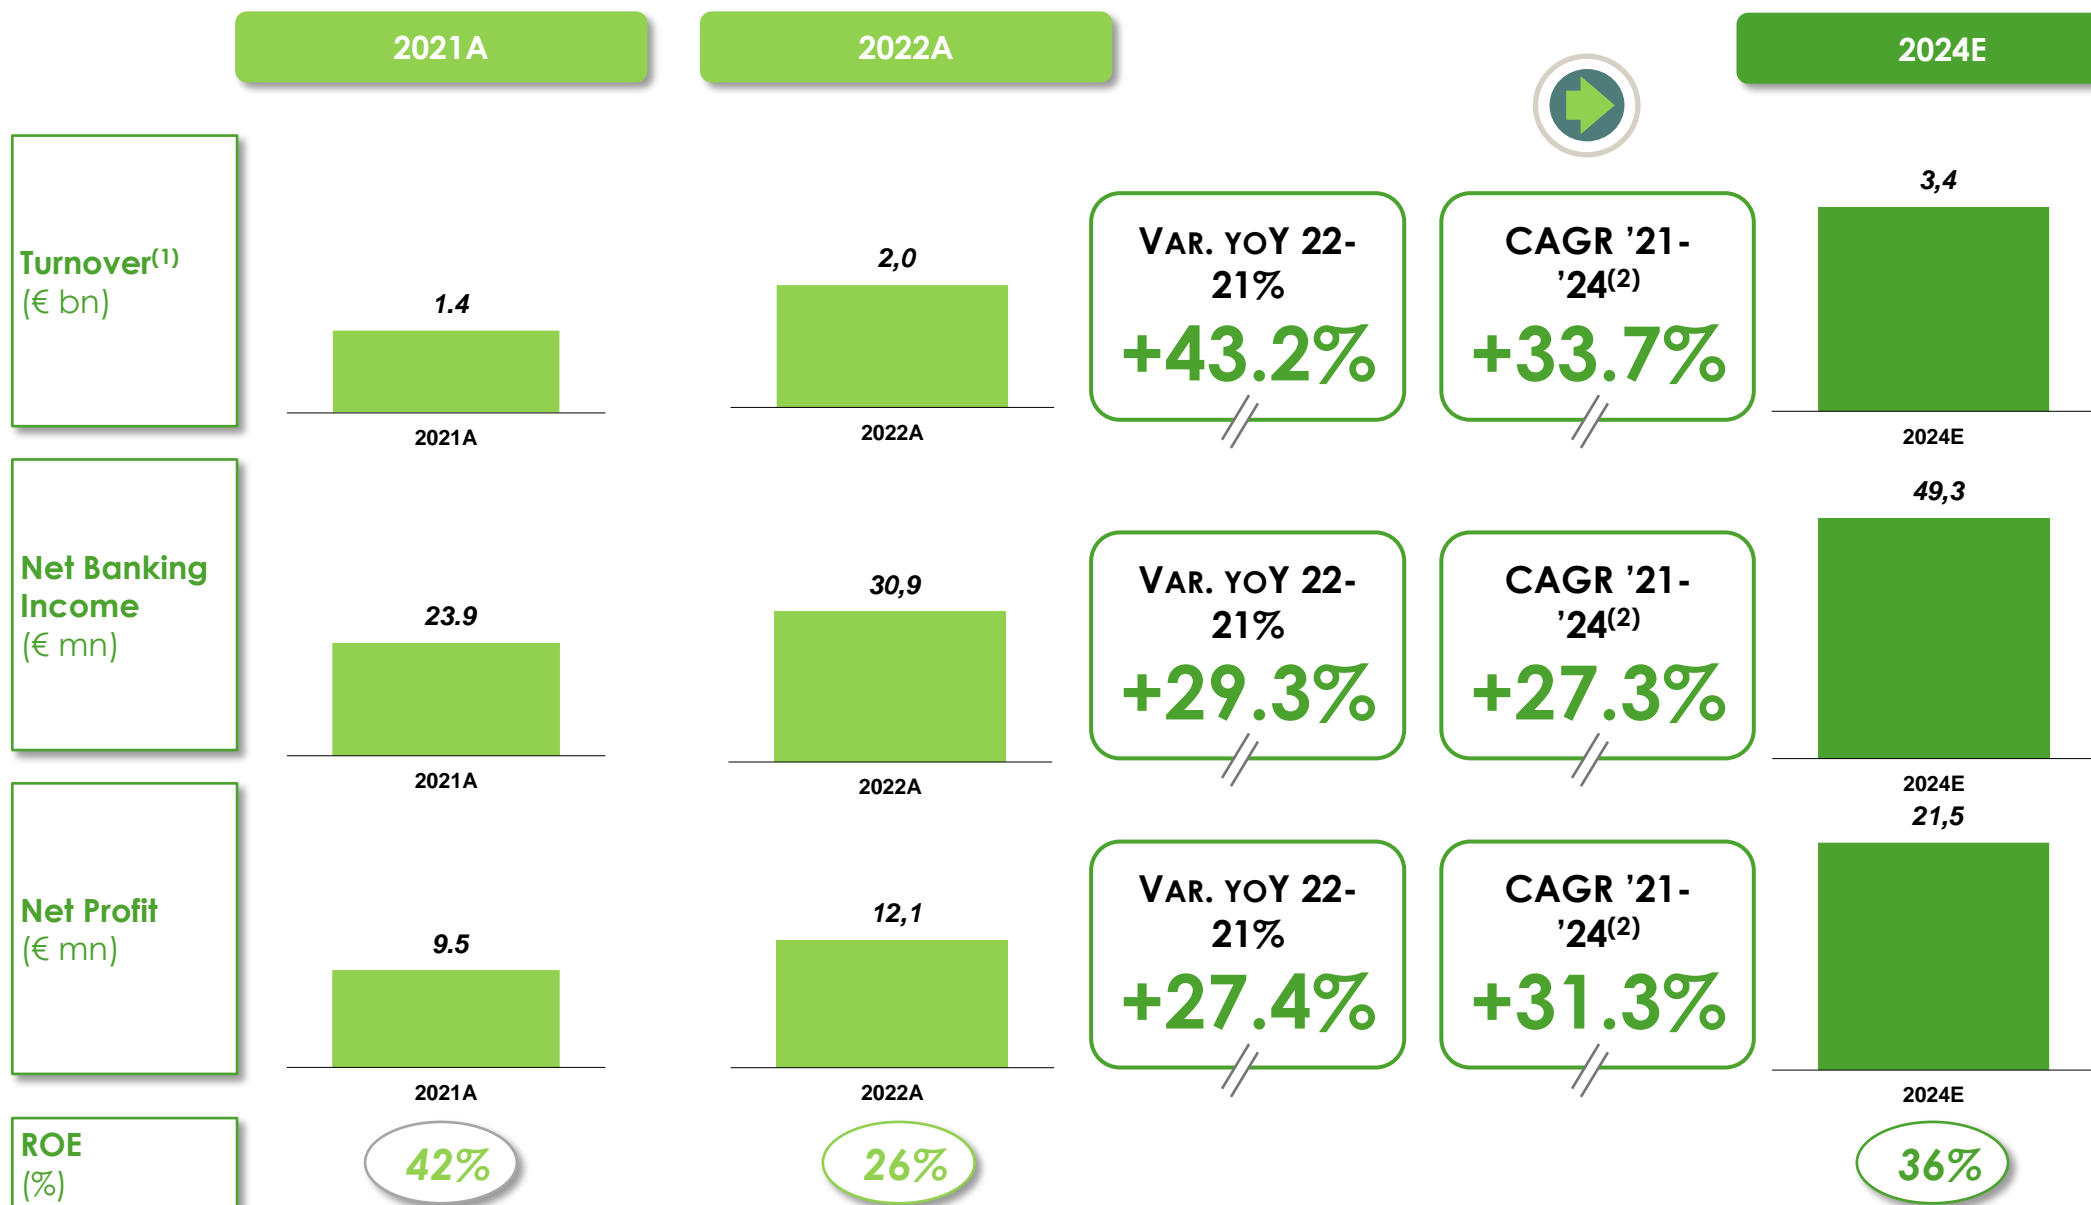 2021A
2022A
2024E
Turnover(1)
(€ bn)
1.4
2021A
2,0
2022A
VAR. YOY 22-
21%
+43.2%
CAGR '21-
'24(2)
+33.7%
3,4
2024E
Net Banking
Income
(€ mn)
23.9
2021A
30,9
2022A
VAR. YOY 22-
21%
+29.3%
CAGR '21-
'24(2)
+27.3%
49,3
2024E
Net Profit
(€ mn)
9.5
2021A
12,1
2022A
VAR. YOY 22-
21%
+27.4%
CAGR '21-
'24(2)
+31.3%
21,5
2024E
ROE
(%)
42%
26%
36%